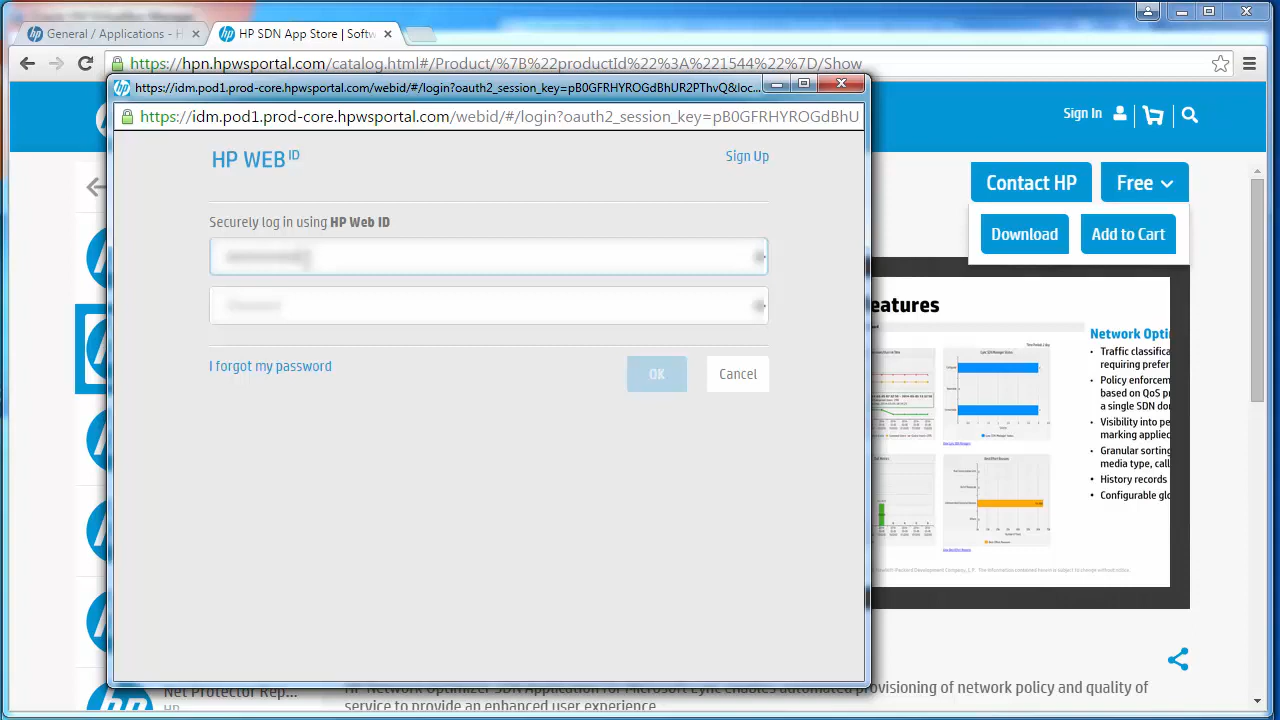 General / Applications - H
HP SDN App Store | Softw
https://hpn.hpwsportal.com/catalog.html#/Product/%7B%22productId%22%3A%221544%22%7D/Show
https://idm.pod1.prod-core.hpwsportal.com/webid/#/login?oauth2_session_key=pB0GFRHYROGdBhUR2PThvQ&loc...
https://idm.pod1.prod-core.hpwsportal.com/webid/#/login?oauth2_session_key=pB0GFRHYROGdBhU
Sign In
HP WEB ID
Sign Up
Securely log in using HP Web ID
I forgot my password
OK
Cancel
Contact HP
Free
Download
Add to Cart
eatures
Network Opti
• Traffic classifica
requiring prefer
• Policy enforcem
based on QoS p
a single SDN do
• Visibility into pe
marking applied
• Granular sorting
media type, call
• History records
• Configurable glo
Net Protector Rep...
HP
HP Network Optimizer SDN App
Microsoft Lync enables automated provisioning of network policy and quality of
service to provide an enhanced user experience